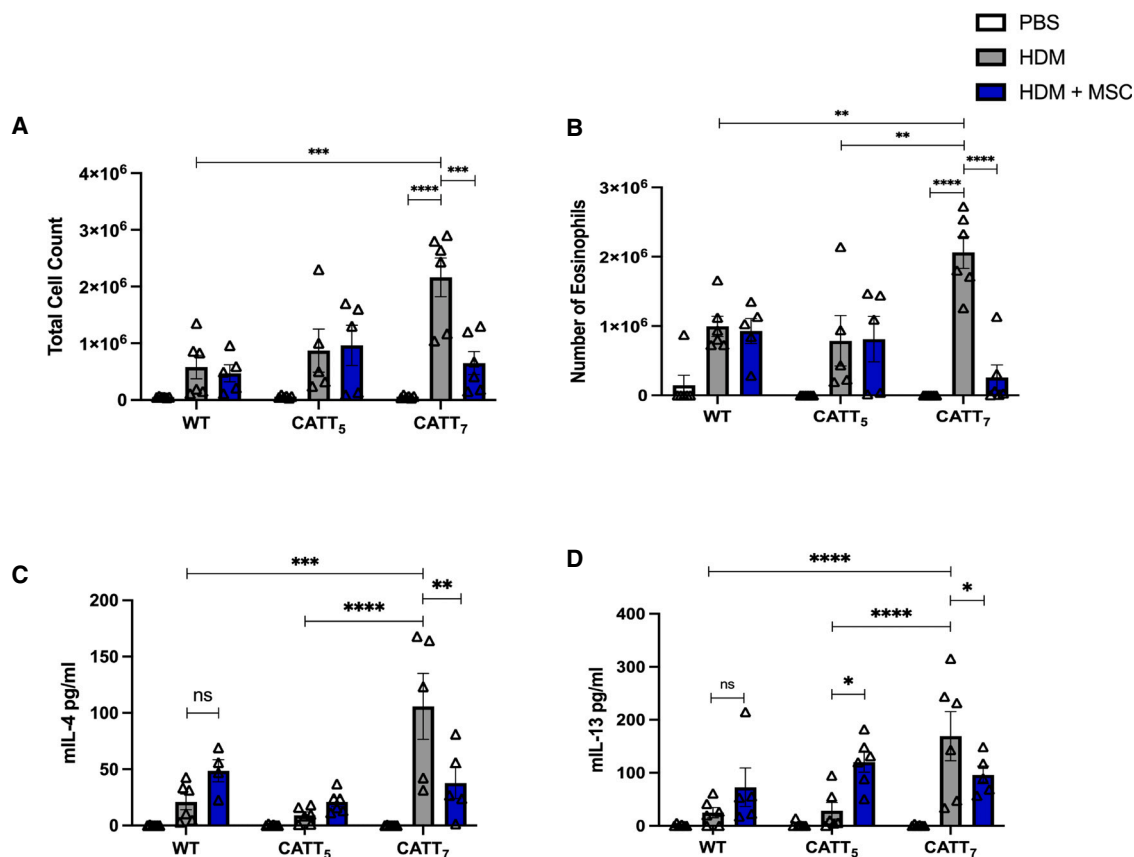 PBS
HDM
HDM + MSC
A
***
***
****
4×10⁶
3×10⁶
2×10⁶
1×10⁶
0
Total Cell Count
WT
CATT₅
CATT₇
B
**
**
****
****
3×10⁶
2×10⁶
1×10⁶
0
Number of Eosinophils
WT
CATT₅
CATT₇
C
***
**
****
ns
200
150
100
50
0
mIL-4 pg/ml
WT
CATT₅
CATT₇
D
****
*
****
*
ns
400
300
200
100
0
mIL-13 pg/ml
WT
CATT₅
CATT₇